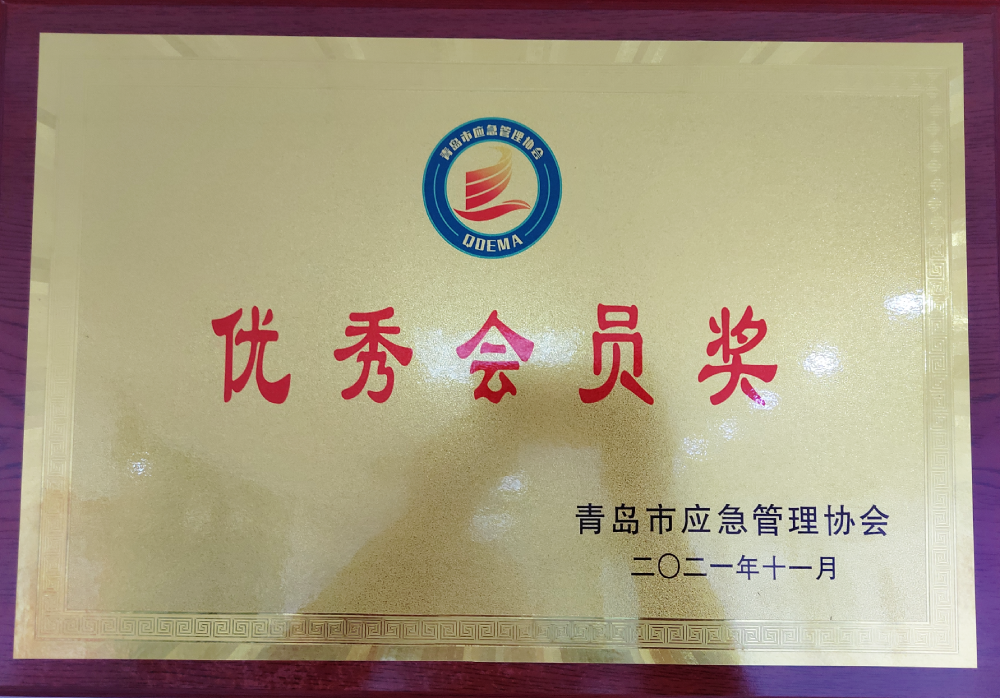 青岛市应急管理协会
QDEMA
优秀会员奖
青岛市应急管理协会
二〇二一年十一月